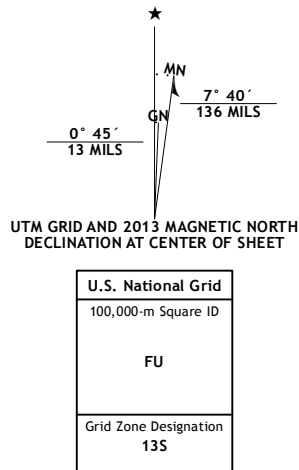 ★
MN
7° 40´
136 MILS
GN
0° 45´
13 MILS
UTM GRID AND 2013 MAGNETIC NORTH
DECLINATION AT CENTER OF SHEET
U.S. National Grid
100,000-m Square ID
FU
Grid Zone Designation
13S